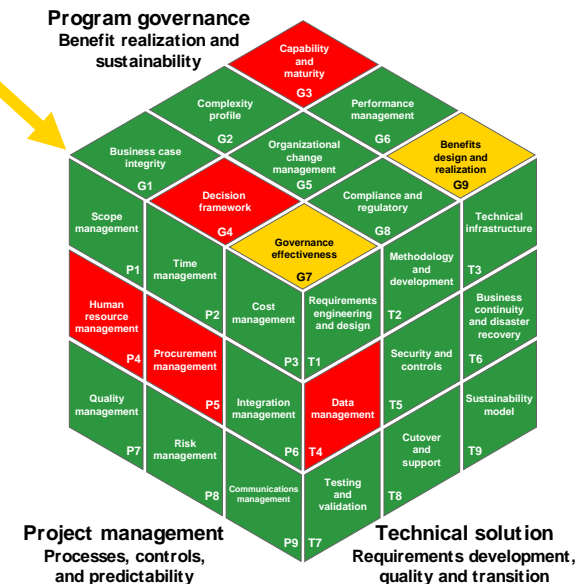 Program governance
Benefit realization and
sustainability
Capability
and
maturity
G3
Complexity
profile
G2
Performance
management
G6
Business case
integrity
G1
Organizational
change
management
G5
Benefits
design and
realization
G9
Decision
framework
G4
Compliance and
regulatory
G8
Governance
effectiveness
G7
Scope
management
P1
Time
management
P2
Cost
management
P3
Human
resource
management
P4
Procurement
management
P5
Integration
management
P6
Quality
management
P7
Risk
management
P8
Communications
management
P9
Requirements
engineering
and design
T1
Methodology
and
development
T2
Technical
infrastructure
T3
Data
management
T4
Security and
controls
T5
Business
continuity
and disaster
recovery
T6
Testing
and
validation
T7
Cutover
and
support
T8
Sustainability
model
T9
Project management
Processes, controls,
and predictability
Technical solution
Requirements development,
quality and transition